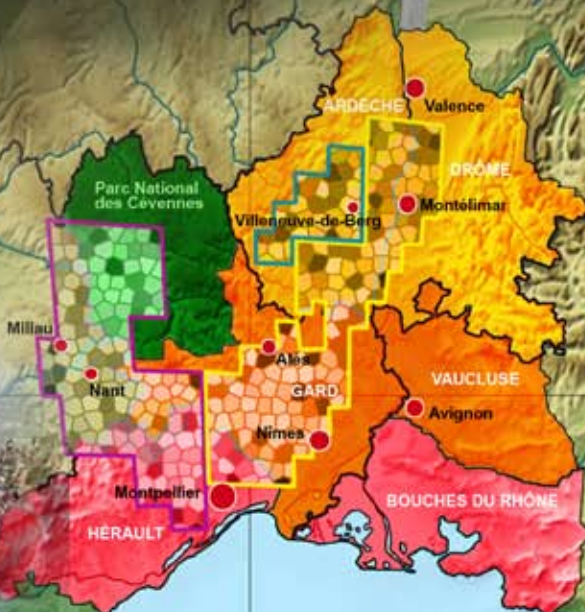 ARDÈCHE
Valence
DRÔME
Parc National
des Cévennes
Villeneuve-de-Berg
Montélimar
Millau
Alès
Nant
GARD
VAUCLUSE
Avignon
Nîmes
Montpellier
BOUCHES DU RHÔNE
HÉRAULT